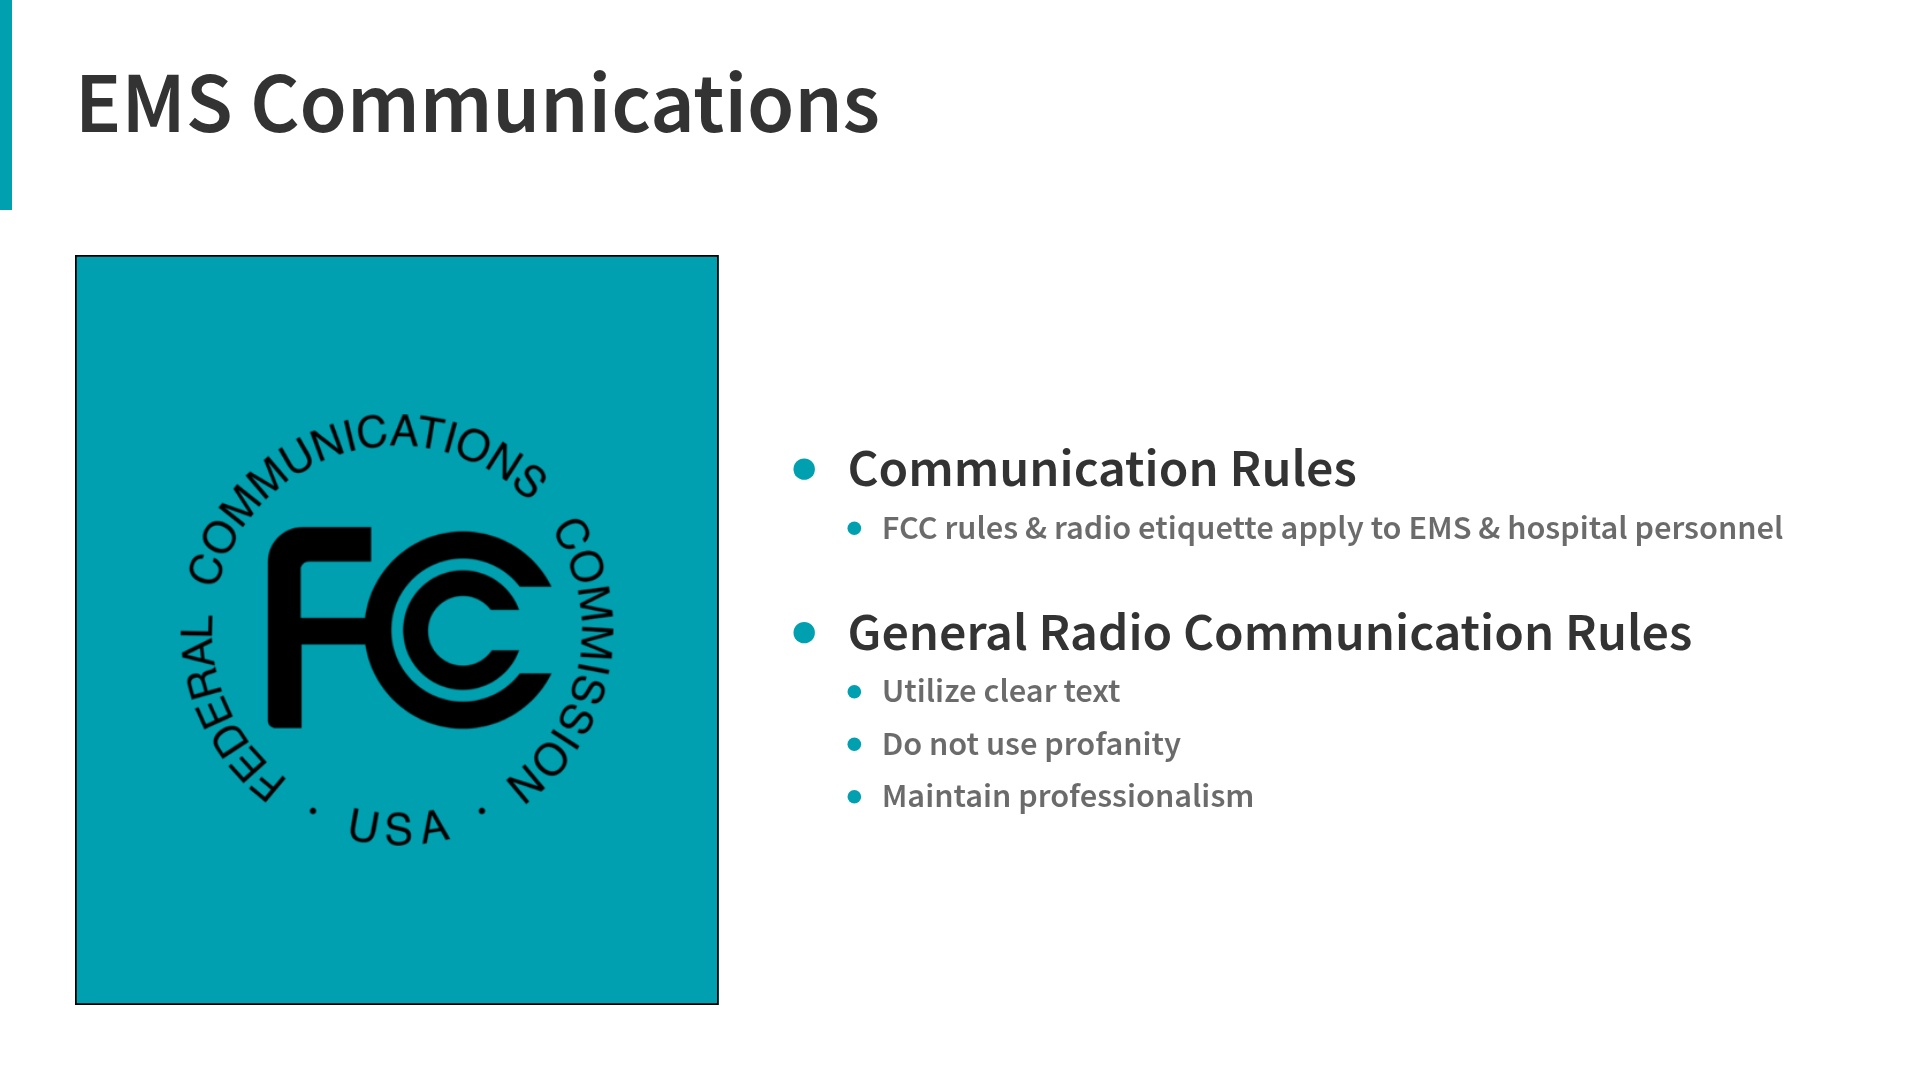 EMS Communications
FEDERAL COMMUNICATIONS COMMISSION
• USA •
FCC
• Communication Rules
• FCC rules & radio etiquette apply to EMS & hospital personnel
• General Radio Communication Rules
• Utilize clear text
• Do not use profanity
• Maintain professionalism